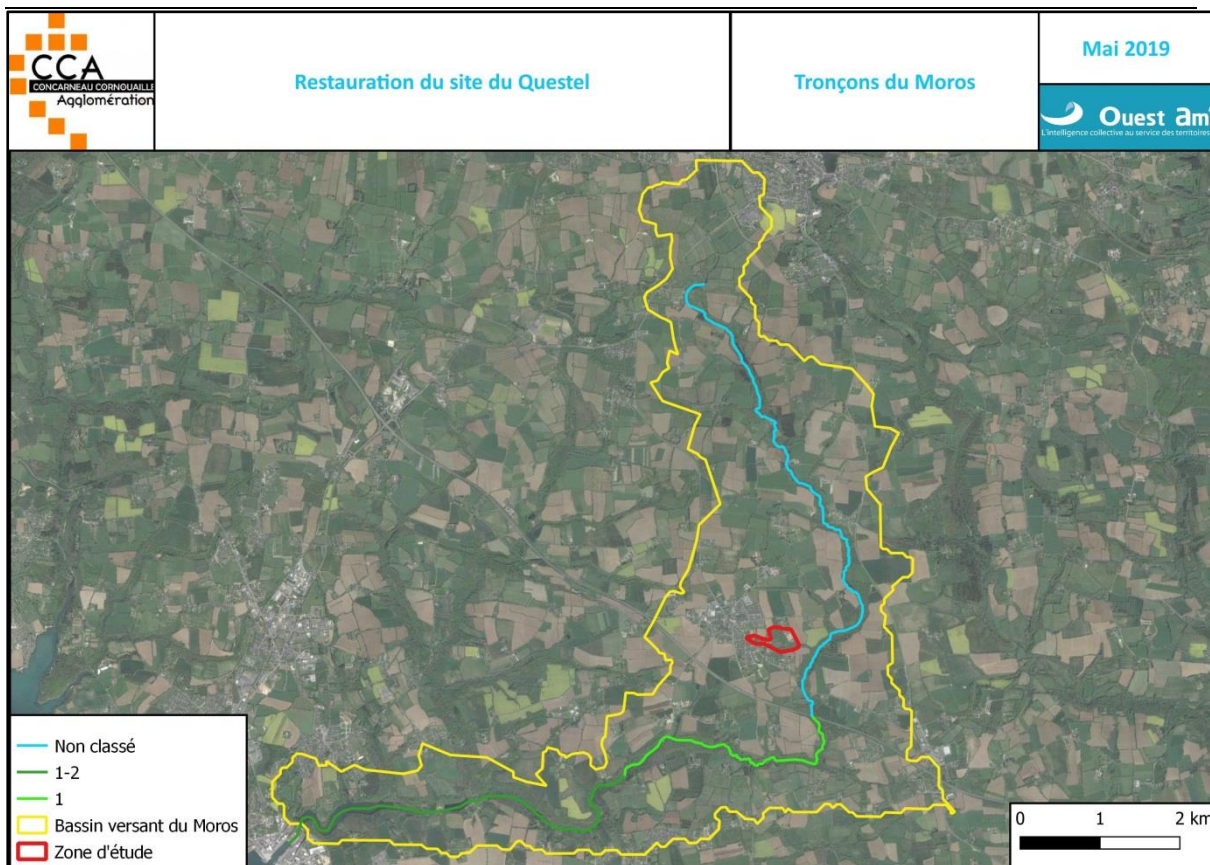 CCA
CONCARNEAU CORNOUAILLE
Agglomération
Restauration du site du Questel
Tronçons du Moros
Mai 2019
Ouest am'
L'intelligence collective au service des territoires
Non classé
1-2
1
Bassin versant du Moros
Zone d'étude
0 1 2 km